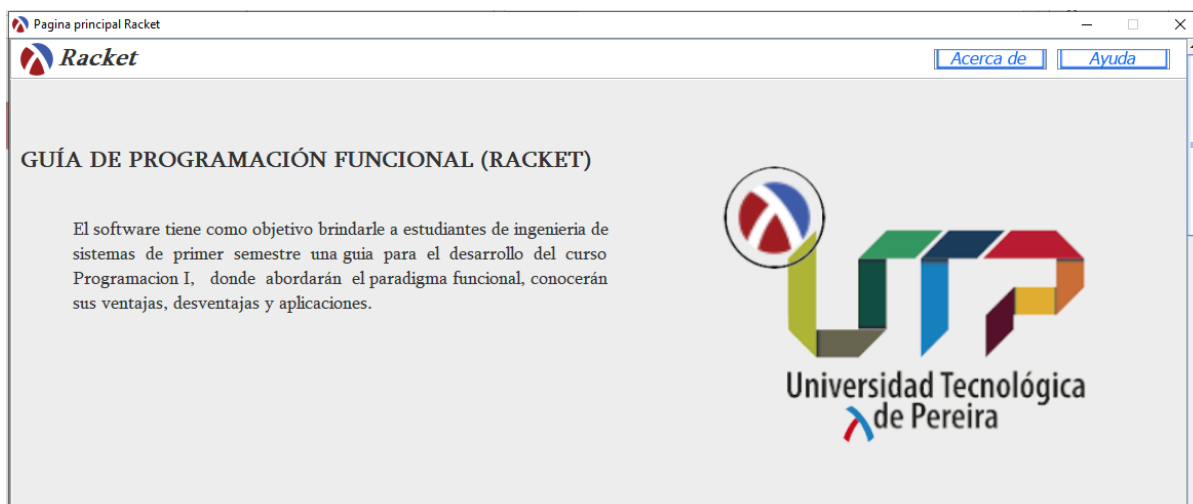 Pagina principal Racket
Racket
Acerca de
Ayuda
GUÍA DE PROGRAMACIÓN FUNCIONAL (RACKET)
El software tiene como objetivo brindarle a estudiantes de ingenieria de
sistemas de primer semestre una guia para el desarrollo del curso
Programacion I, donde abordarán el paradigma funcional, conocerán
sus ventajas, desventajas y aplicaciones.
UTP
Universidad Tecnológica
de Pereira